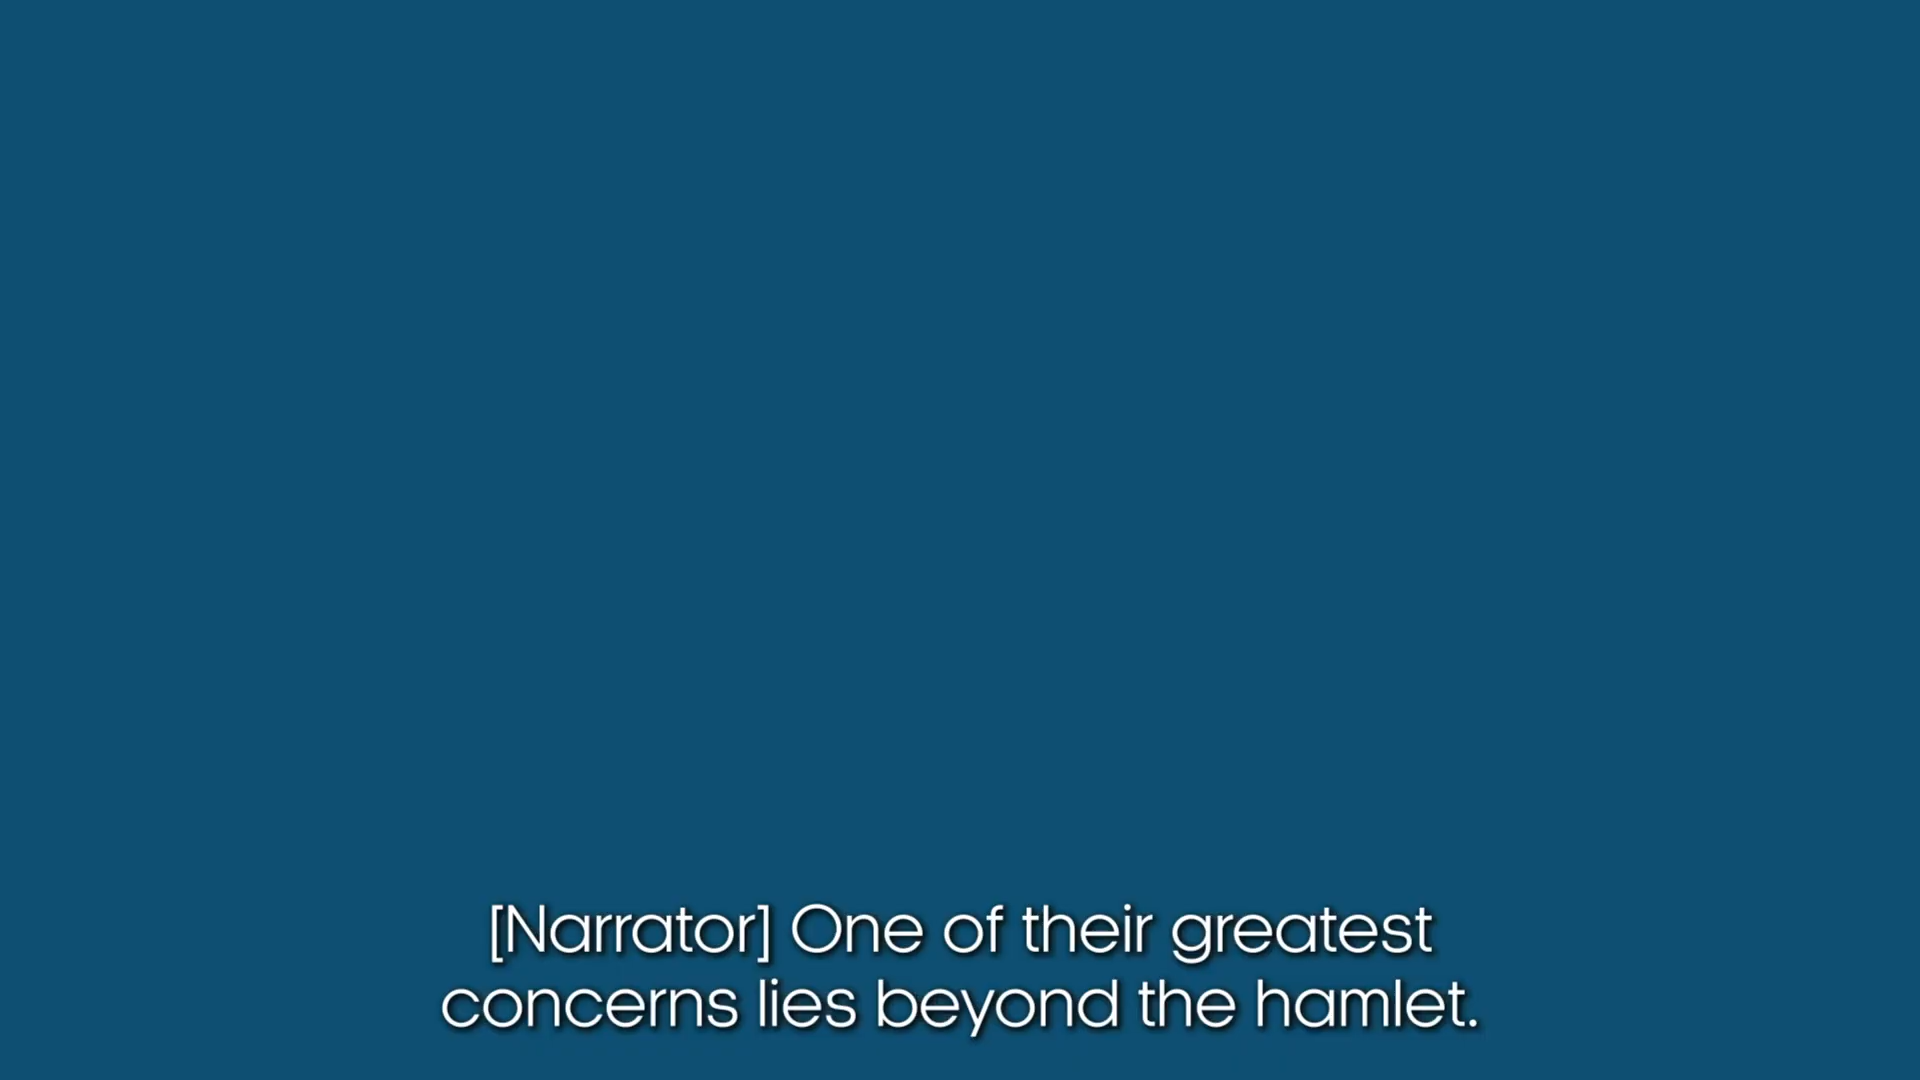 [Narrator] One of their greatest
concerns lies beyond the hamlet.